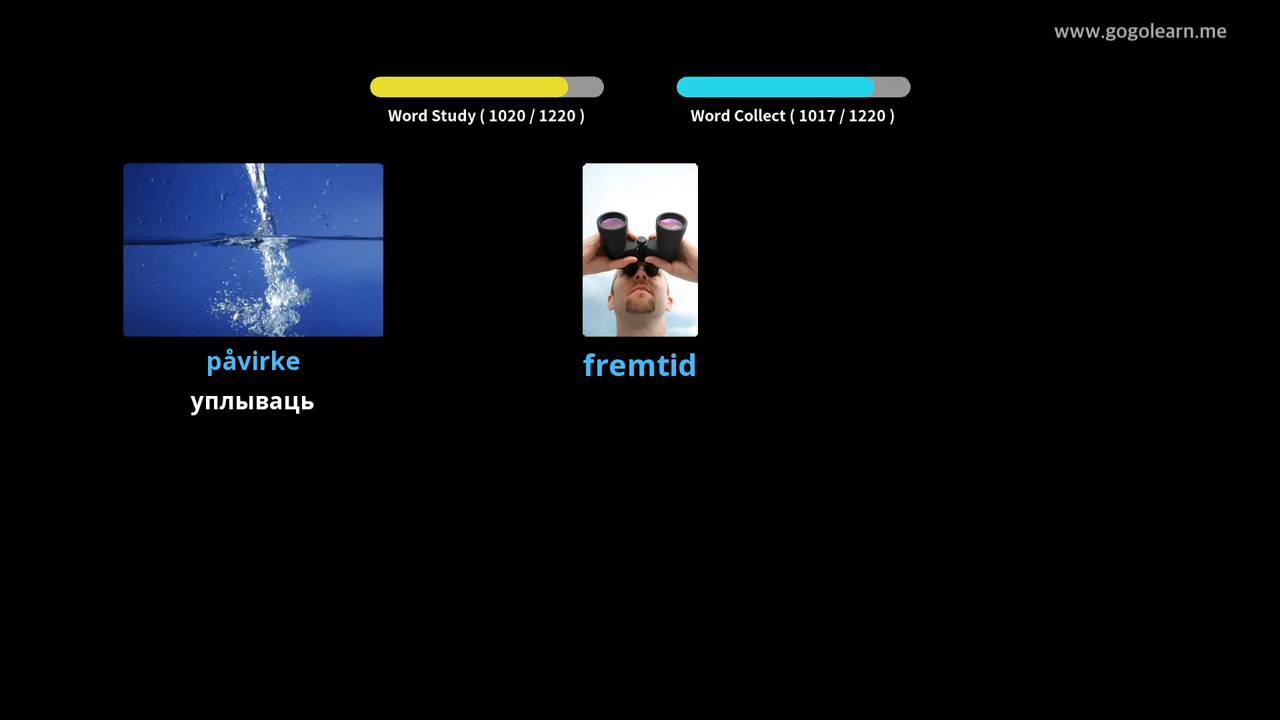 www.gogolearn.me
Word Study ( 1020 / 1220 )
Word Collect ( 1017 / 1220 )
påvirke
уплываць
fremtid